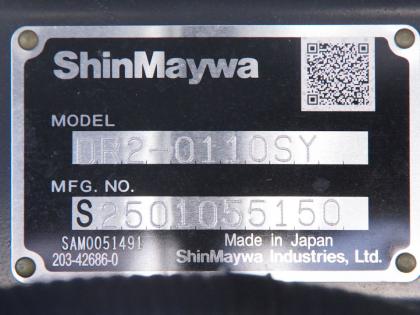 ShinMaywa
MODEL
DR2-0110SY
MFG. NO.
S2501055150
SAM0051491
Made in Japan
203-42686-0
ShinMaywa Industries, Ltd.